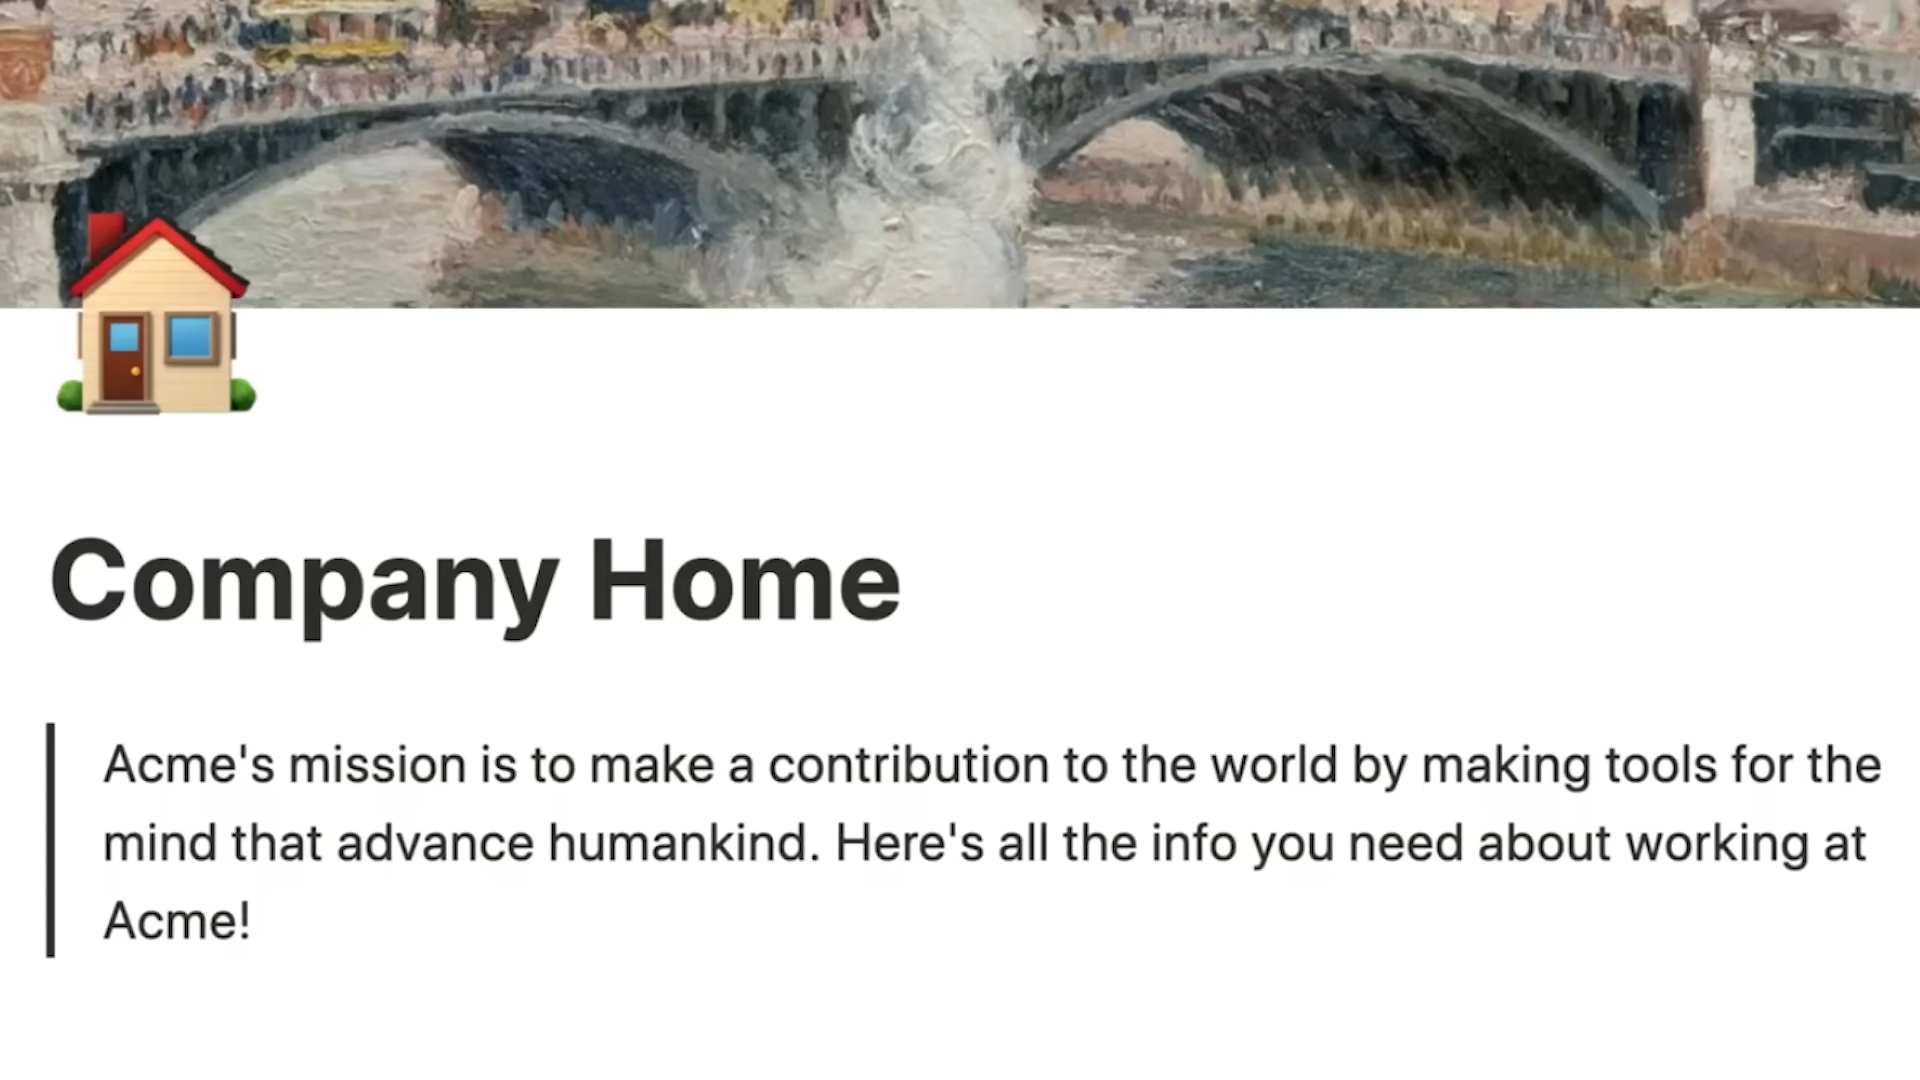 Company Home
Acme's mission is to make a contribution to the world by making tools for the
mind that advance humankind. Here's all the info you need about working at
Acme!